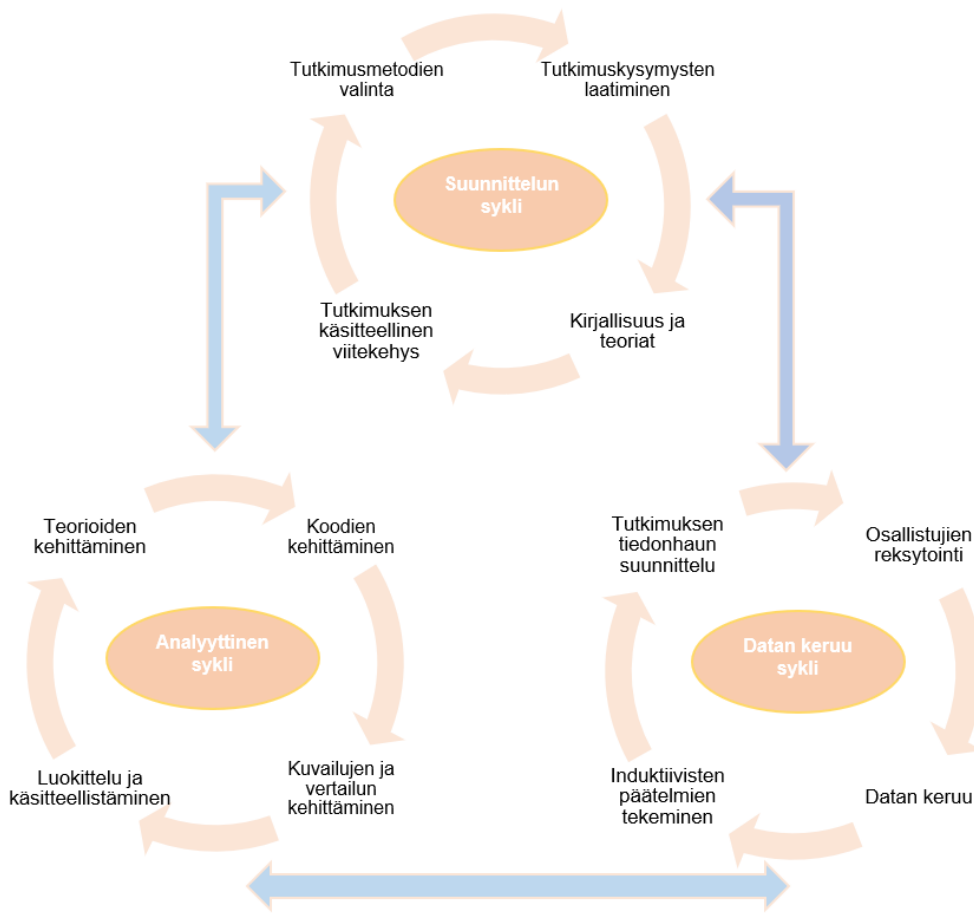 Tutkimusmetodien
valinta
Tutkimuskysymysten
laatiminen
Suunnittelun
sykli
Tutkimuksen
käsitteellinen
viitekehys
Kirjallisuus ja
teoriat
Teorioiden
kehittäminen
Koodien
kehittäminen
Analyyttinen
sykli
Luokittelu ja
käsitteellistäminen
Kuvailujen ja
vertailun
kehittäminen
Tutkimuksen
tiedonhaun
suunnittelu
Osallistujien
reksytointi
Datan keruu
sykli
Induktiivisten
päätelmien
tekeminen
Datan keruu